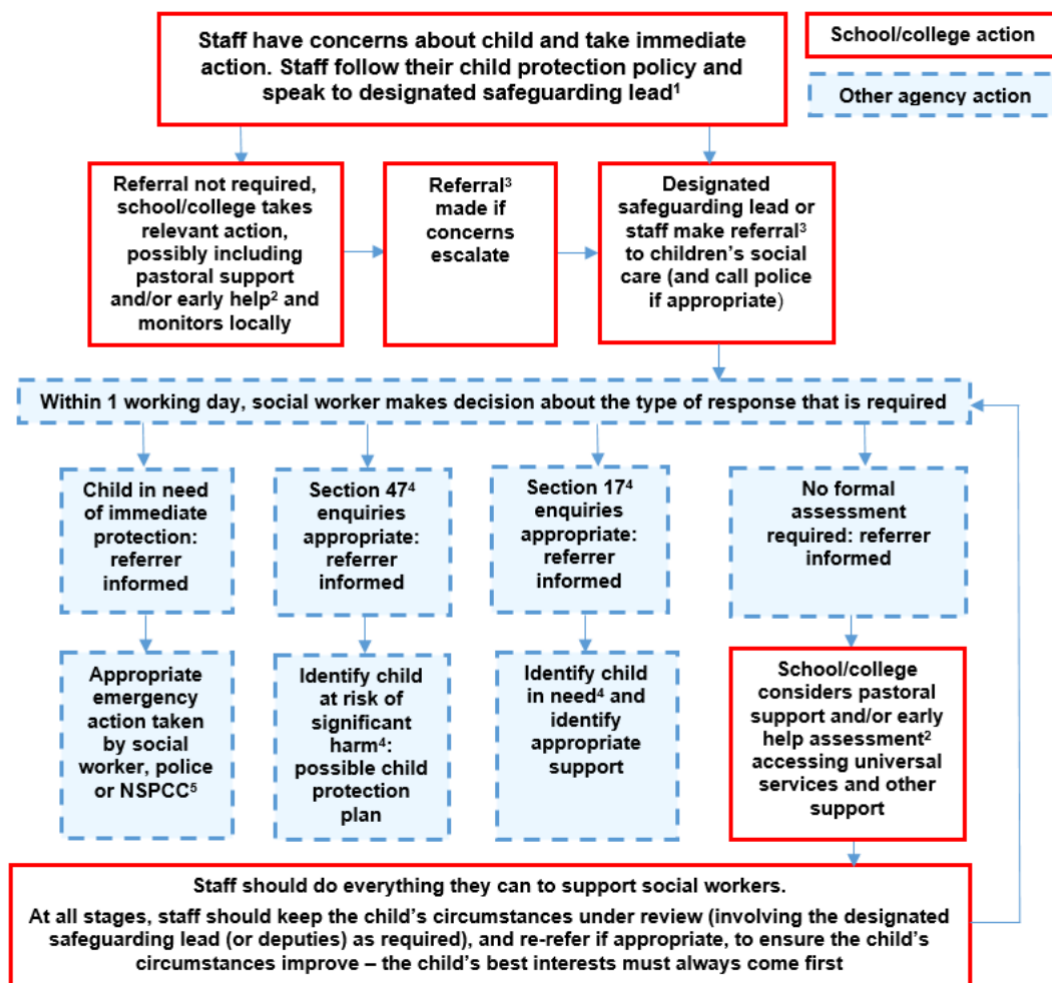 Staff have concerns about child and take immediate
action. Staff follow their child protection policy and
speak to designated safeguarding lead¹
School/college action
Other agency action
Referral not required,
school/college takes
relevant action,
possibly including
pastoral support
and/or early help² and
monitors locally
Referral³
made if
concerns
escalate
Designated
safeguarding lead or
staff make referral³
to children’s social
care (and call police
if appropriate)
Within 1 working day, social worker makes decision about the type of response that is required
Child in need
of immediate
protection:
referrer
informed
Section 47⁴
enquiries
appropriate:
referrer
informed
Section 17⁴
enquiries
appropriate:
referrer
informed
No formal
assessment
required: referrer
informed
Appropriate
emergency
action taken
by social
worker, police
or NSPCC⁵
Identify child
at risk of
significant
harm⁴:
possible child
protection
plan
Identify child
in need⁴ and
identify
appropriate
support
School/college
considers pastoral
support and/or early
help assessment²
accessing universal
services and other
support
Staff should do everything they can to support social workers.
At all stages, staff should keep the child’s circumstances under review (involving the designated
safeguarding lead (or deputies) as required), and re-refer if appropriate, to ensure the child’s
circumstances improve – the child’s best interests must always come first